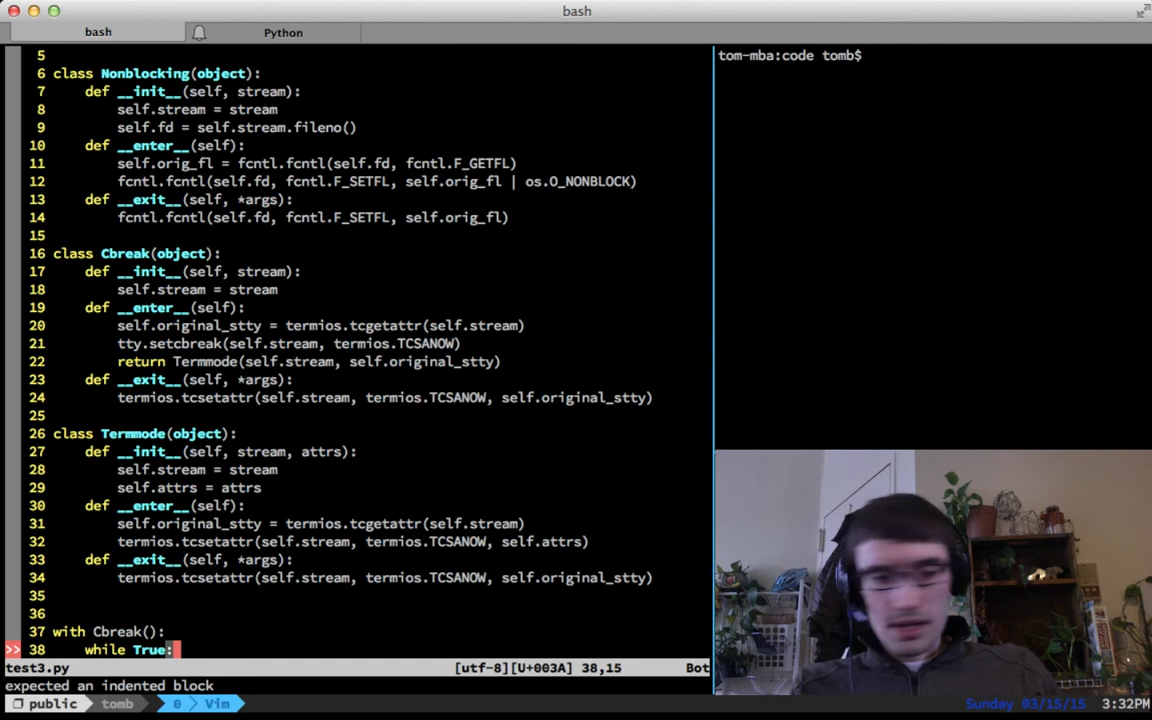 bash
bash
Python
5
6 class Nonblocking(object):
7     def __init__(self, stream):
8         self.stream = stream
9         self.fd = self.stream.fileno()
10     def __enter__(self):
11         self.orig_fl = fcntl.fcntl(self.fd, fcntl.F_GETFL)
12         fcntl.fcntl(self.fd, fcntl.F_SETFL, self.orig_fl | os.O_NONBLOCK)
13     def __exit__(self, *args):
14         fcntl.fcntl(self.fd, fcntl.F_SETFL, self.orig_fl)
15
16 class Cbreak(object):
17     def __init__(self, stream):
18         self.stream = stream
19     def __enter__(self):
20         self.original_stty = termios.tcgetattr(self.stream)
21         tty.setcbreak(self.stream, termios.TCSANOW)
22         return Termmode(self.stream, self.original_stty)
23     def __exit__(self, *args):
24         termios.tcsetattr(self.stream, termios.TCSANOW, self.original_stty)
25
26 class Termmode(object):
27     def __init__(self, stream, attrs):
28         self.stream = stream
29         self.attrs = attrs
30     def __enter__(self):
31         self.original_stty = termios.tcgetattr(self.stream)
32         termios.tcsetattr(self.stream, termios.TCSANOW, self.attrs)
33     def __exit__(self, *args):
34         termios.tcsetattr(self.stream, termios.TCSANOW, self.original_stty)
35
36
37 with Cbreak():
>> 38     while True:
test3.py [utf-8][U+003A] 38,15 Bot
expected an indented block
public tomb 0 Vim Sunday 03/15/15 3:32PM
tom-mba:code tomb$